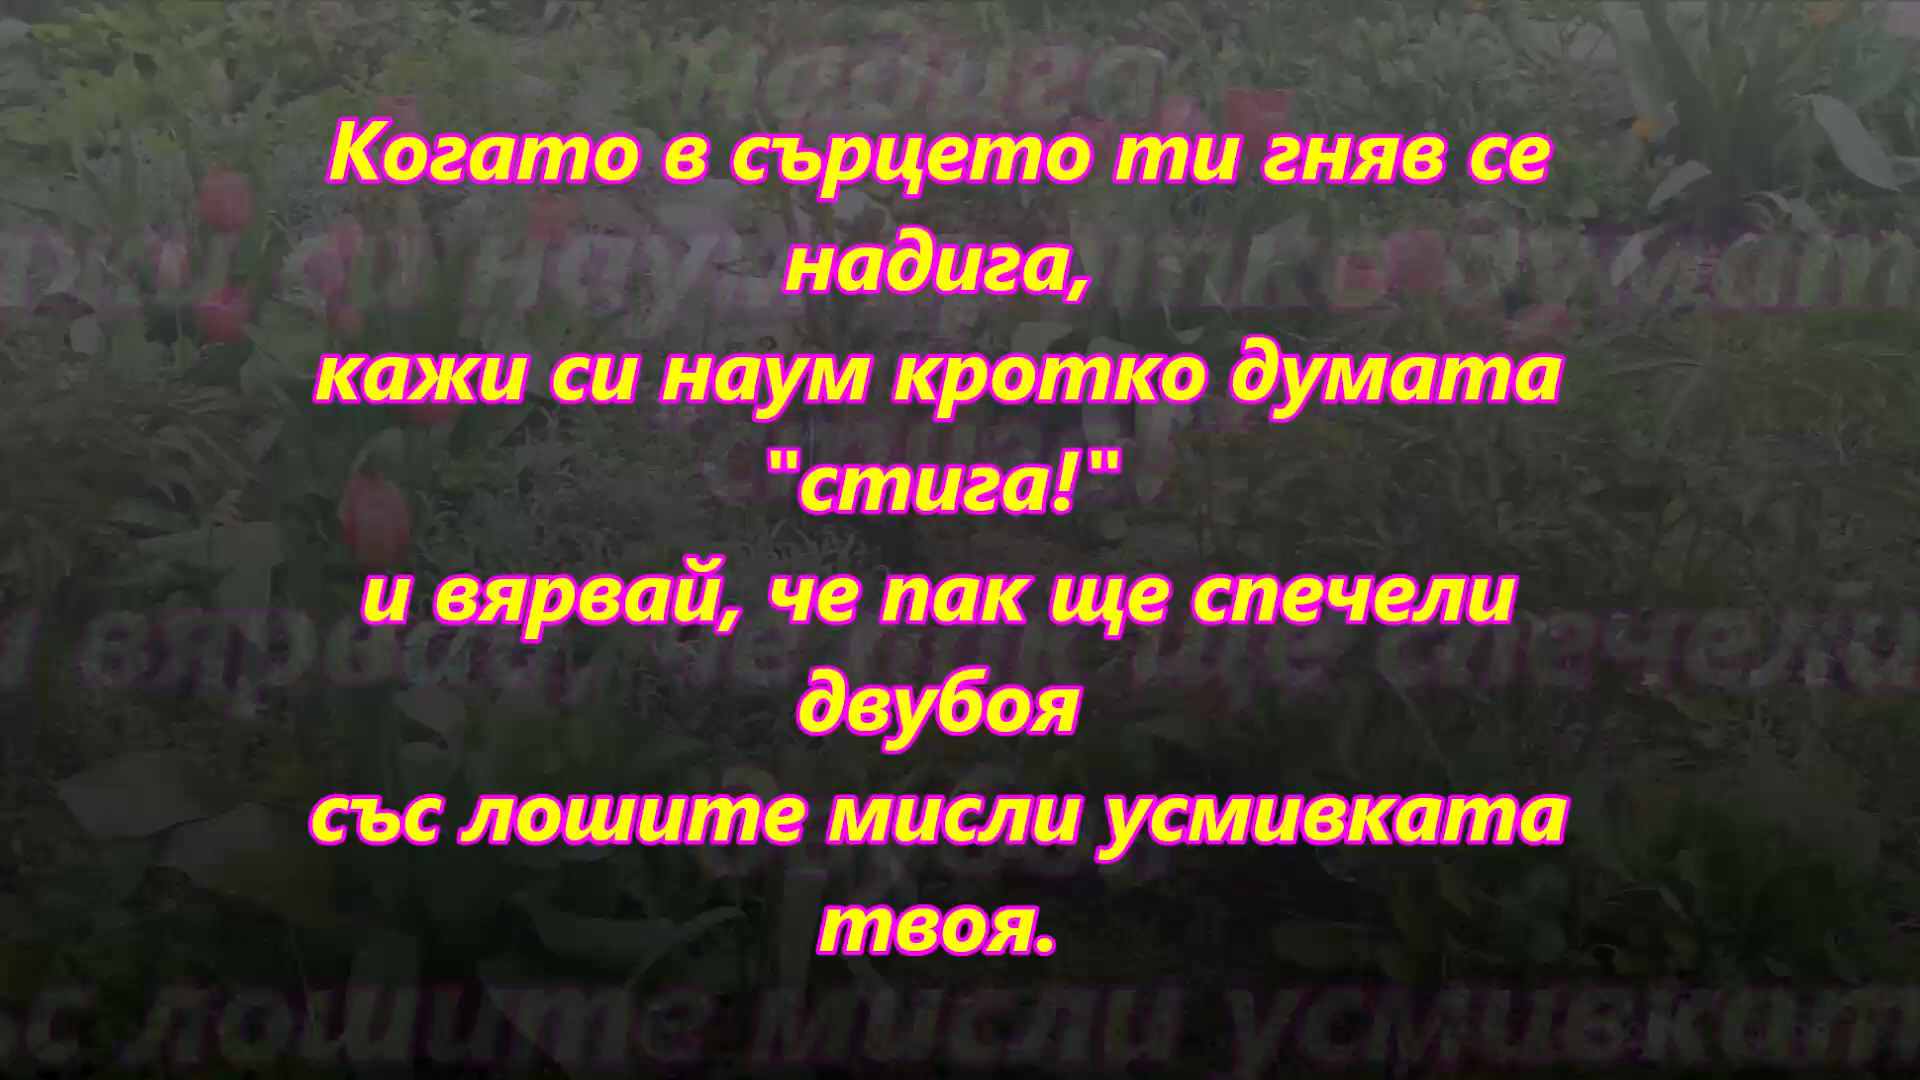 Когато в сърцето ти гняв се
надига,
кажи си наум кротко думата
"стига!"
и вярвай, че пак ще спечели
двубоя
със лошите мисли усмивката
твоя.